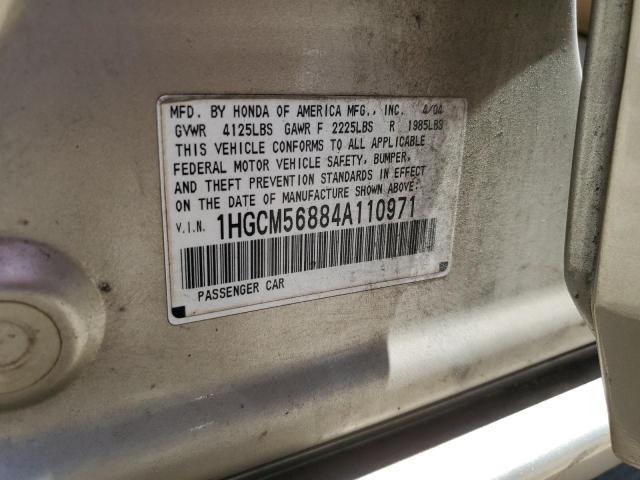 MFD. BY HONDA OF AMERICA MFG., INC. 4/04
GVWR 4125LBS GAWR F 2225LBS R 1985LBS
THIS VEHICLE CONFORMS TO ALL APPLICABLE
FEDERAL MOTOR VEHICLE SAFETY, BUMPER,
AND THEFT PREVENTION STANDARDS IN EFFECT
ON THE DATE OF MANUFACTURE SHOWN ABOVE:
V.I.N. 1HGCM56884A110971
PASSENGER CAR